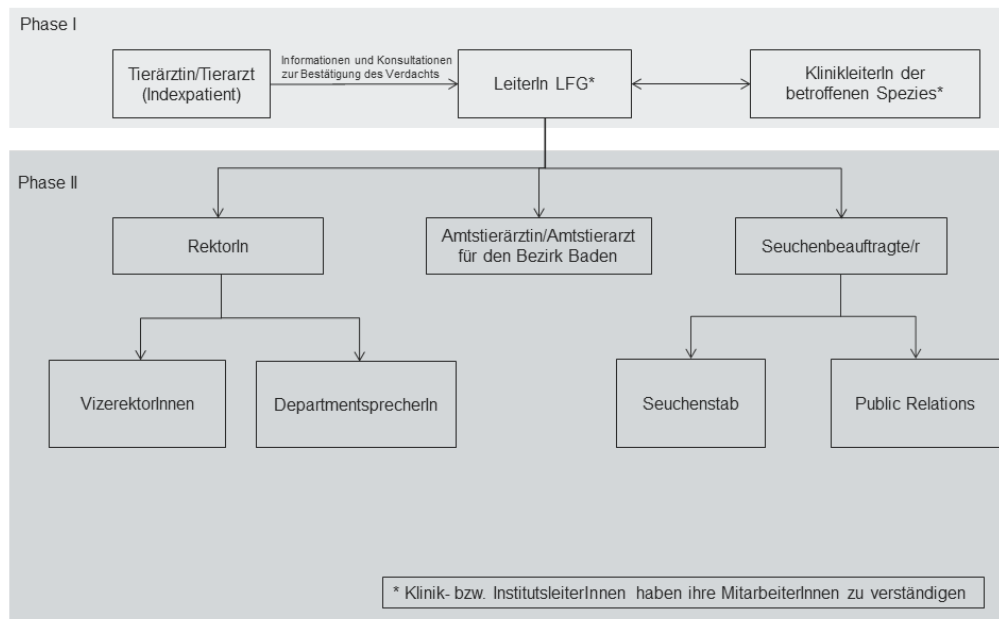 Phase I
Tierärztin/Tierarzt
(Indexpatient)
Informationen und Konsultationen
zur Bestätigung des Verdachts
LeiterIn LFG*
KlinikleiterIn der
betroffenen Spezies*
Phase II
RektorIn
Amtstierärztin/Amtstierarzt
für den Bezirk Baden
Seuchenbeauftragte/r
VizerektorInnen
DepartmentsprecherIn
Seuchenstab
Public Relations
* Klinik- bzw. InstitutsleiterInnen haben ihre MitarbeiterInnen zu verständigen